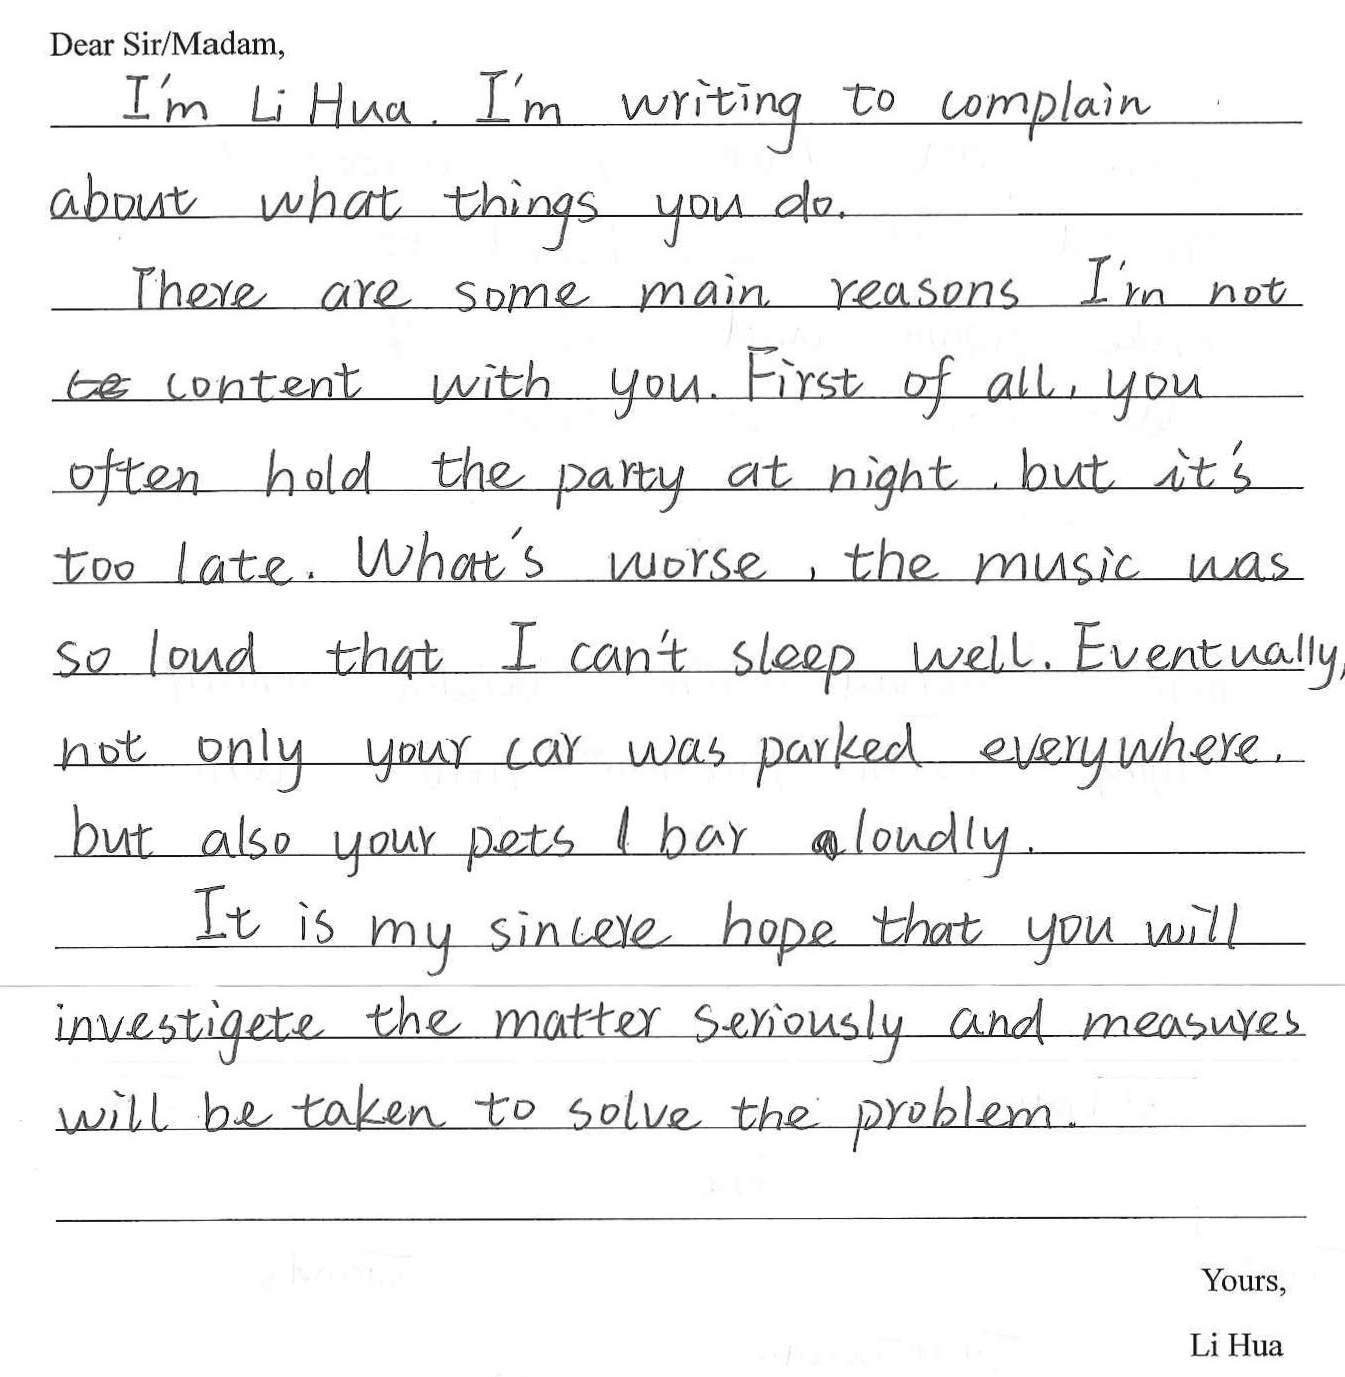 Dear Sir/Madam,
I'm Li Hua. I'm writing to complain
about what things you do.
There are some main reasons I'm not
content with you. First of all, you
often hold the party at night, but it's
too late. What's worse, the music was
so loud that I can't sleep well. Eventually,
not only your car was parked everywhere,
but also your pets bar loudly.
It is my sincere hope that you will
investigete the matter seriously and measures
will be taken to solve the problem.
Yours,
Li Hua